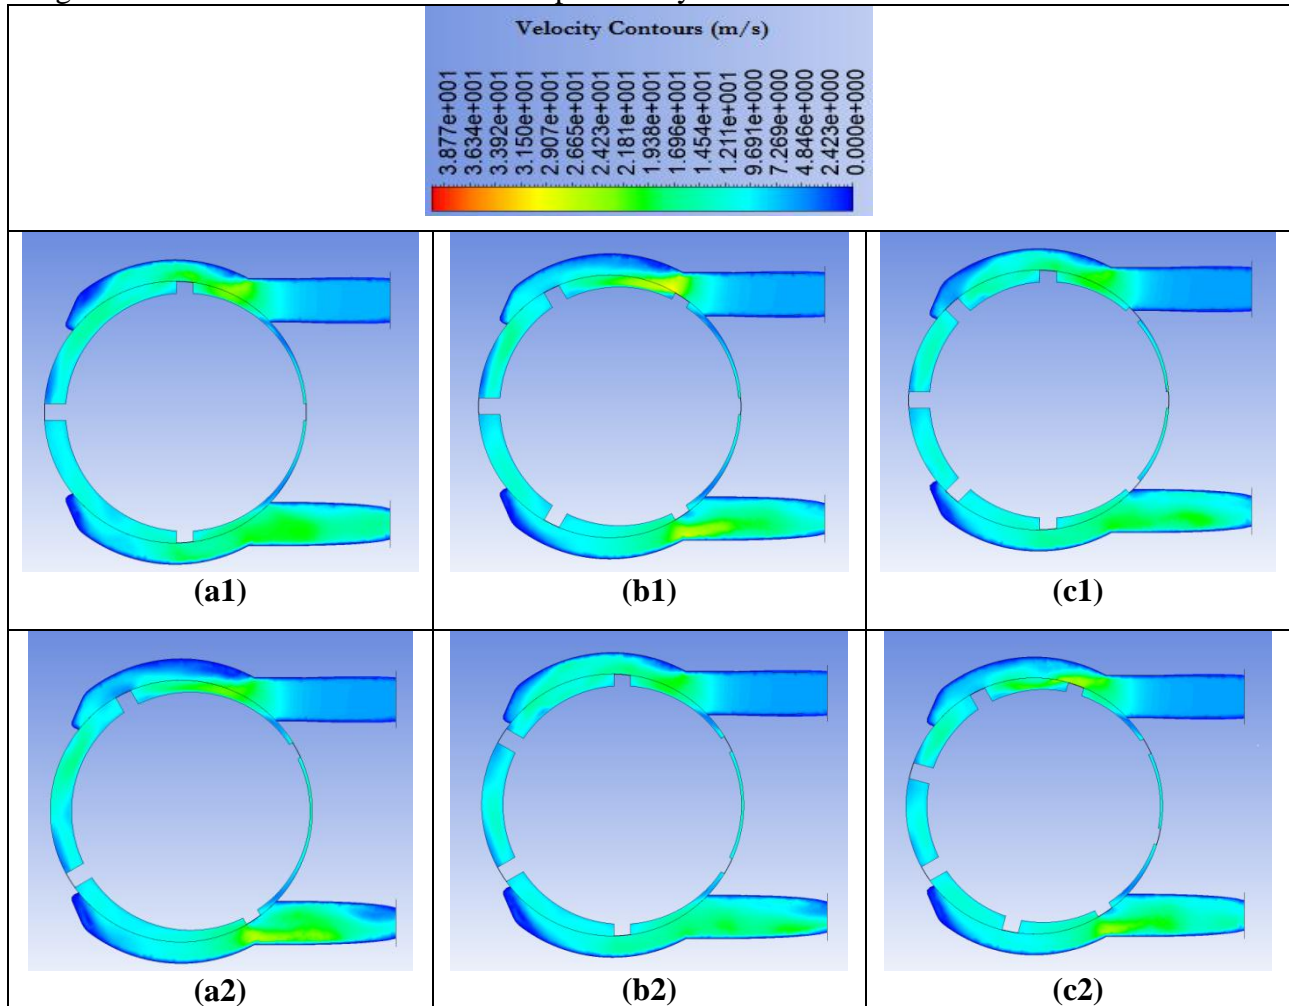 Velocity Contours (m/s)
3.877e+001
3.634e+001
3.392e+001
3.150e+001
2.907e+001
2.665e+001
2.423e+001
2.181e+001
1.938e+001
1.696e+001
1.454e+001
1.211e+001
9.691e+000
7.269e+000
4.846e+000
2.423e+000
0.000e+000
(a1)
(b1)
(c1)
(a2)
(b2)
(c2)